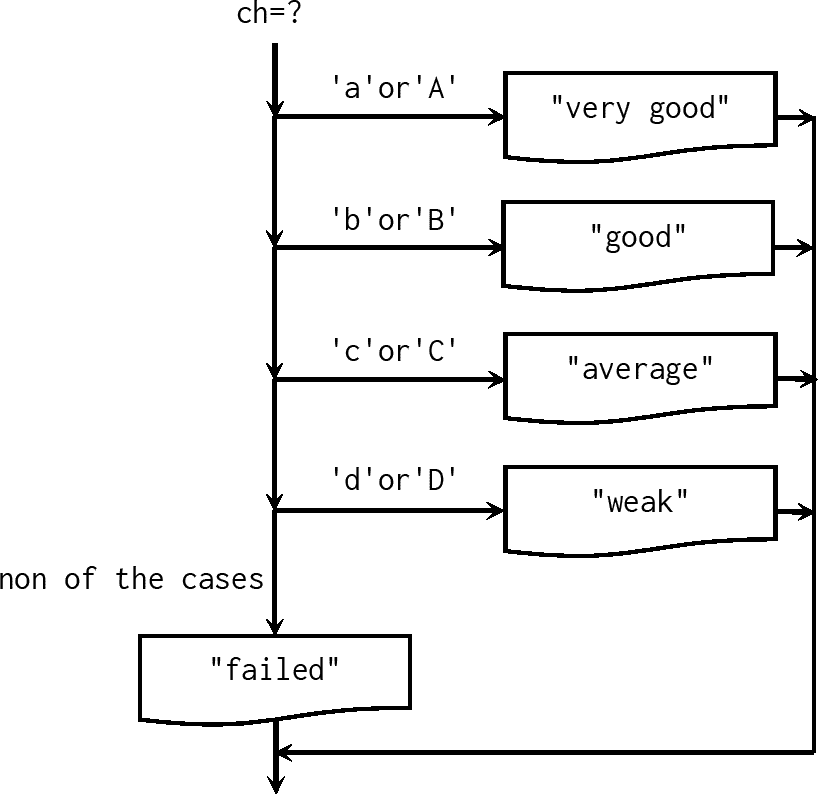 ch=?
'a'or'A'
"very good"
'b'or'B'
"good"
'c'or'C'
"average"
'd'or'D'
"weak"
non of the cases
"failed"